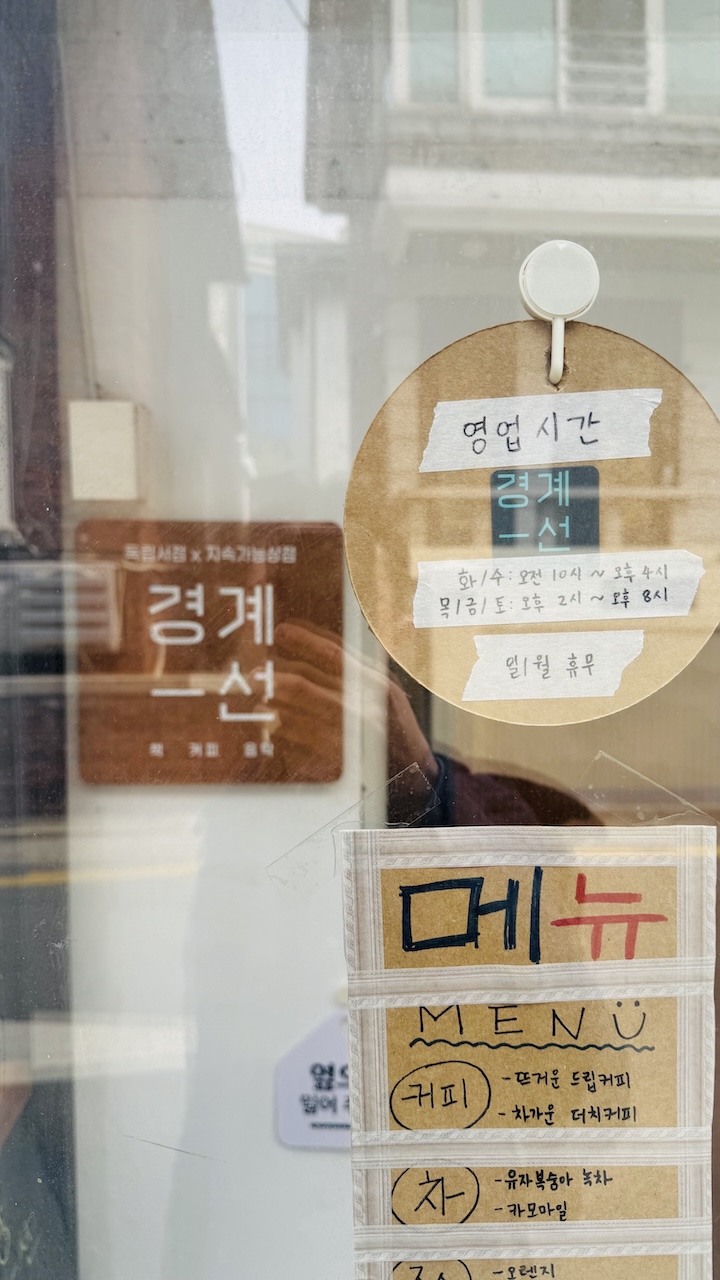 영업시간
경계
一선
화/수: 오전 10시 ~ 오후 4시
목/금/토: 오후 2시 ~ 오후 8시
일/월 휴무
독립서점 x 지속가능상점
경계
一선
책 커피 음악
메뉴
MENU
커피
- 뜨거운 드립커피
- 차가운 더치커피
차
- 유자복숭아 녹차
- 카모마일
- 오렌지